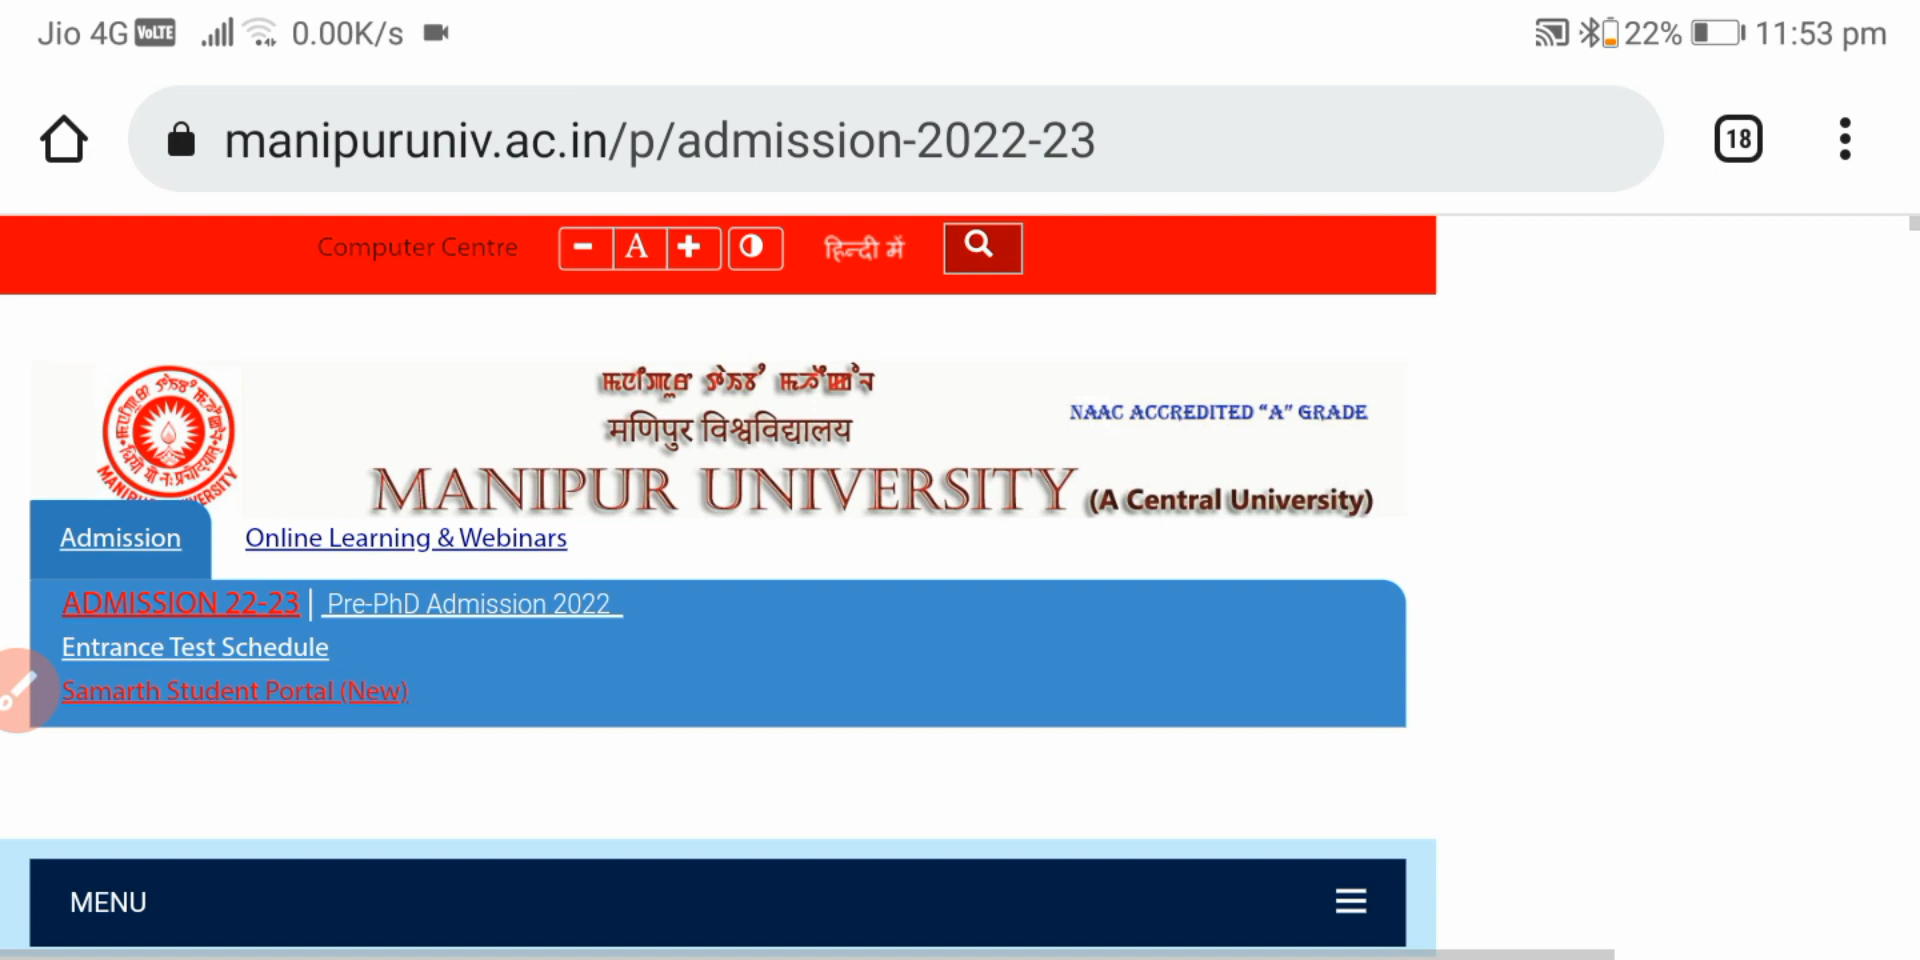 Jio 4G VoLTE 0.00K/s 22% 11:53 pm
manipuruniv.ac.in/p/admission-2022-23 18
Computer Centre - A + हिन्दी में
मणिपुर विश्वविद्यालय
NAAC ACCREDITED “A” GRADE
MANIPUR UNIVERSITY (A Central University)
Admission Online Learning & Webinars
ADMISSION 22-23 | Pre-PhD Admission 2022
Entrance Test Schedule
Samarth Student Portal (New)
MENU